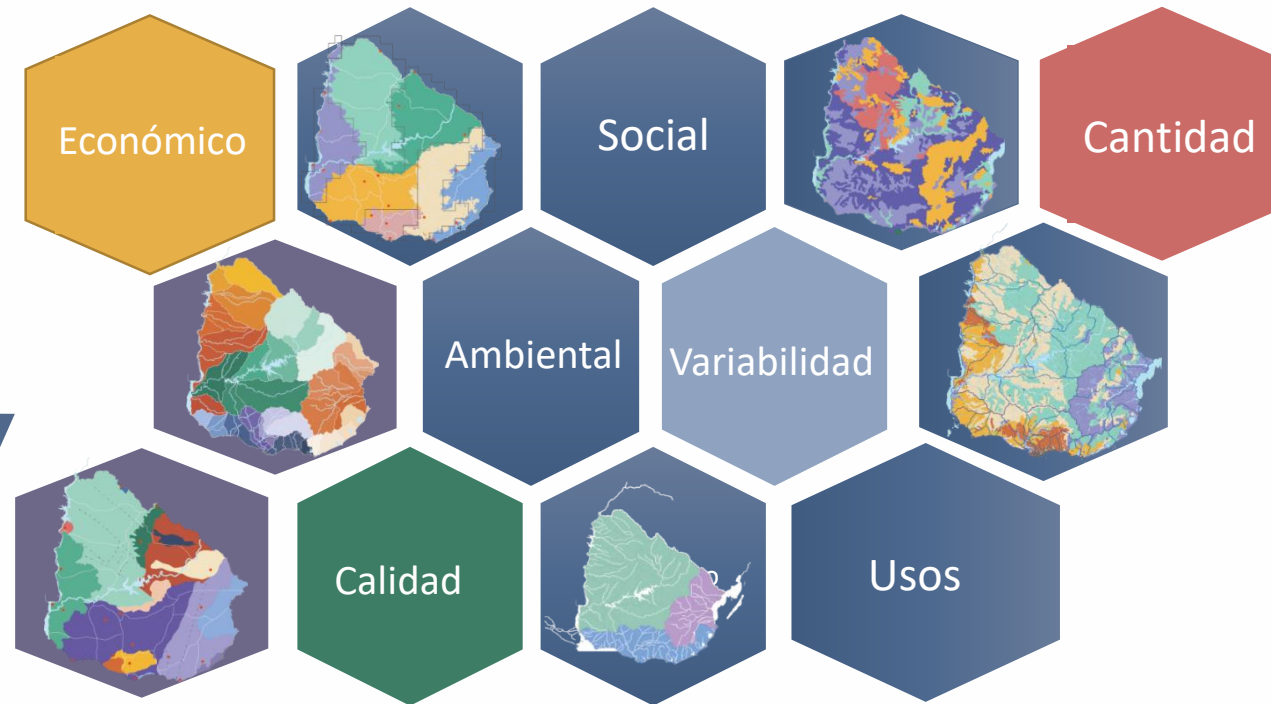 Económico
Social
Cantidad
Ambiental
Variabilidad
Calidad
Usos